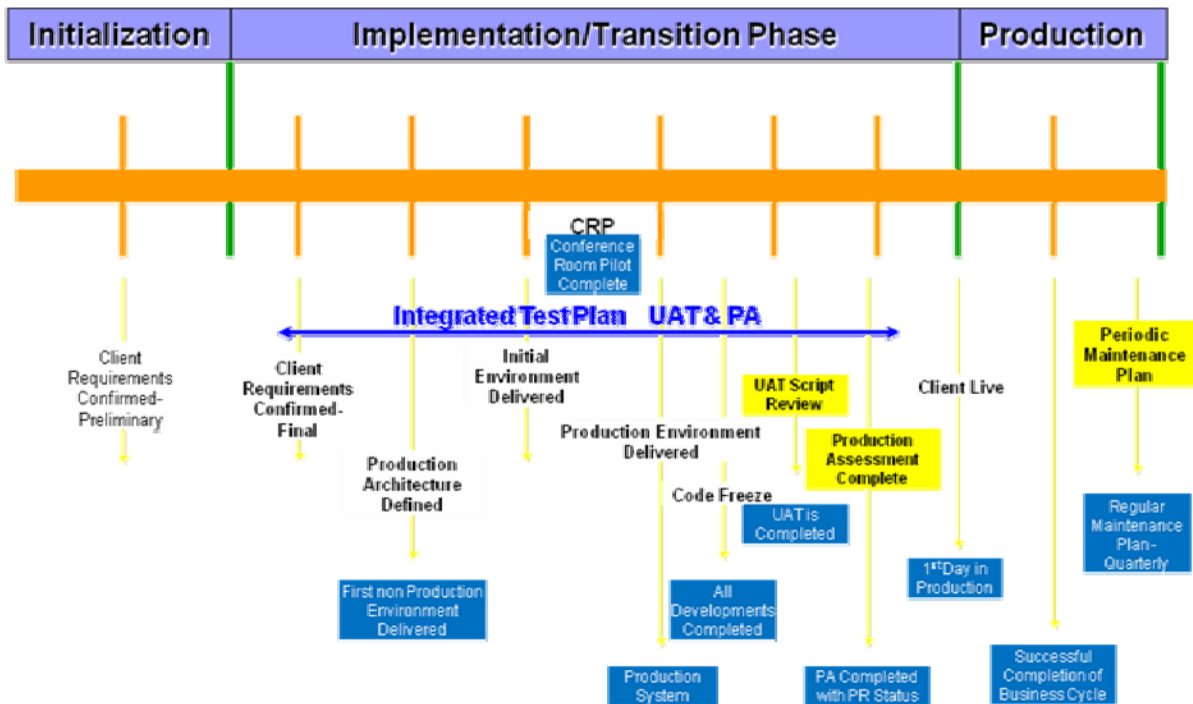 Initialization
Implementation/Transition Phase
Production
CRP
Conference
Room Pilot
Complete
Integrated Test Plan UAT & PA
Client
Requirements
Confirmed-
Preliminary
Client
Requirements
Confirmed-
Final
Production
Architecture
Defined
First non Production
Environment
Delivered
Initial
Environment
Delivered
Production Environment
Delivered
Production
System
Code Freeze
All
Developments
Completed
UAT Script
Review
UAT is
Completed
Production
Assessment
Complete
PA Completed
with PR Status
Client Live
1st Day in
Production
Successful
Completion of
Business Cycle
Periodic
Maintenance
Plan
Regular
Maintenance
Plan-
Quarterly